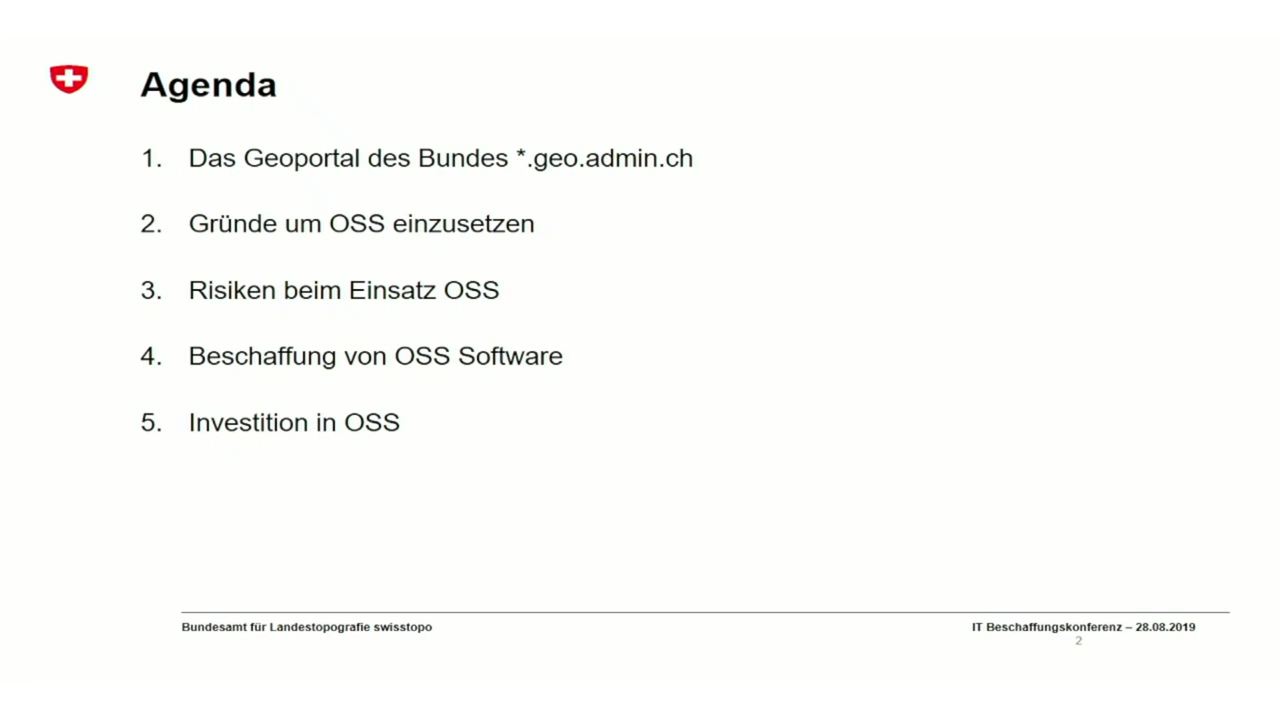 Agenda
1. Das Geoportal des Bundes *.geo.admin.ch
2. Gründe um OSS einzusetzen
3. Risiken beim Einsatz OSS
4. Beschaffung von OSS Software
5. Investition in OSS
Bundesamt für Landestopografie swisstopo
IT Beschaffungskonferenz – 28.08.2019
2